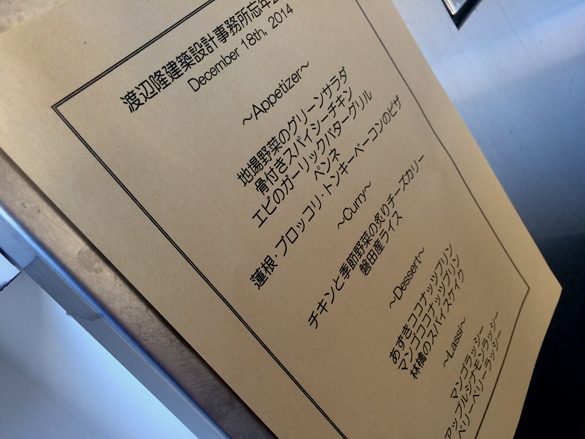 渡辺隆建築設計事務所忘年
December 18th, 2014
~Appetizer~
地場野菜のグリーンサラダ
骨付きスパイシーチキン
エビのガーリックバターグリル
ペンネ
蓮根・ブロッコリ・トンキーベーコンのピザ
~Curry~
チキンと季節野菜の炙りチーズカリー
磐田産ライス
~Dessert~
あずきココナッツプリン
マンゴココナッツプリン
林檎のスパイスケイク
~Lassi~
マンゴラッシー
アップルシナモンラッシー
ベリーベリーラッシー